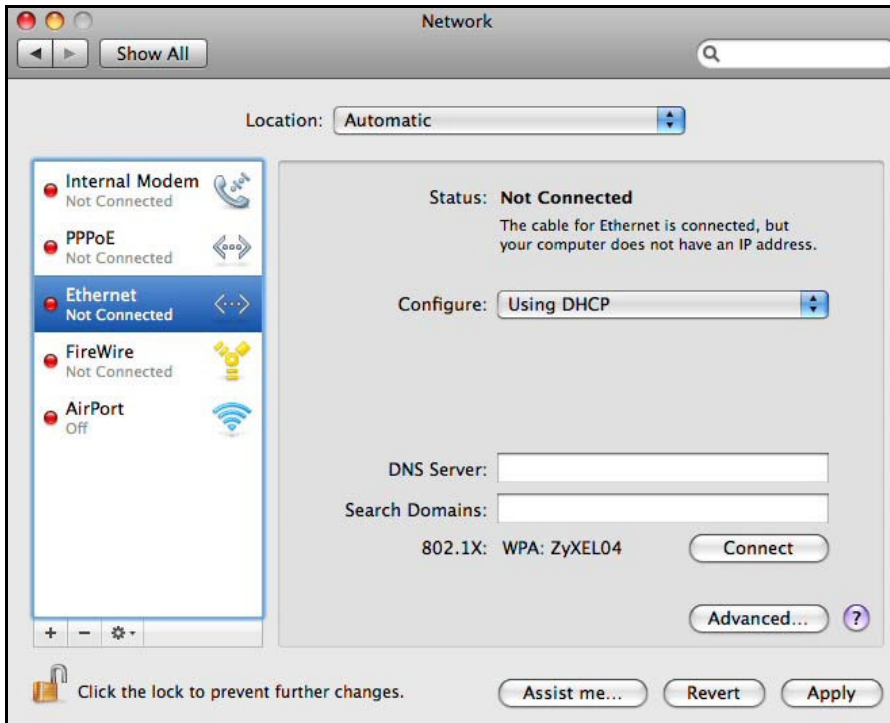 Network
Show All
Location: Automatic
Internal Modem
Not Connected
PPPoE
Not Connected
Ethernet
Not Connected
FireWire
Not Connected
AirPort
Off
Status: Not Connected
The cable for Ethernet is connected, but
your computer does not have an IP address.
Configure: Using DHCP
DNS Server:
Search Domains:
802.1X: WPA: ZyXEL04 Connect
Advanced... ?
Click the lock to prevent further changes.
Assist me... Revert Apply